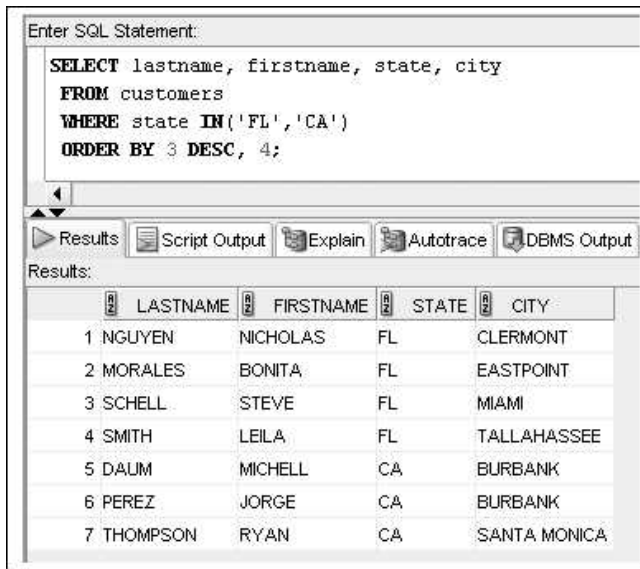 Enter SQL Statement:
SELECT lastname, firstname, state, city
FROM customers
WHERE state IN('FL','CA')
ORDER BY 3 DESC, 4;
Results Script Output Explain Autotrace DBMS Output
Results:
LASTNAME FIRSTNAME STATE CITY
1 NGUYEN NICHOLAS FL CLERMONT
2 MORALES BONITA FL EASTPOINT
3 SCHELL STEVE FL MIAMI
4 SMITH LEILA FL TALLAHASSEE
5 DAUM MICHELL CA BURBANK
6 PEREZ JORGE CA BURBANK
7 THOMPSON RYAN CA SANTA MONICA